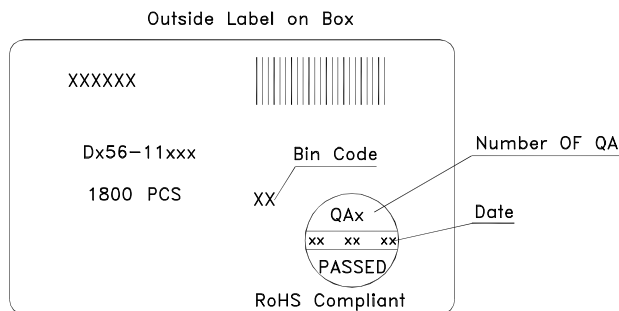 Outside Label on Box
XXXXXX
Dx56-11xxx
Bin Code
Number OF QA
1800 PCS
XX
QAx
Date
xx xx xx
PASSED
RoHS Compliant